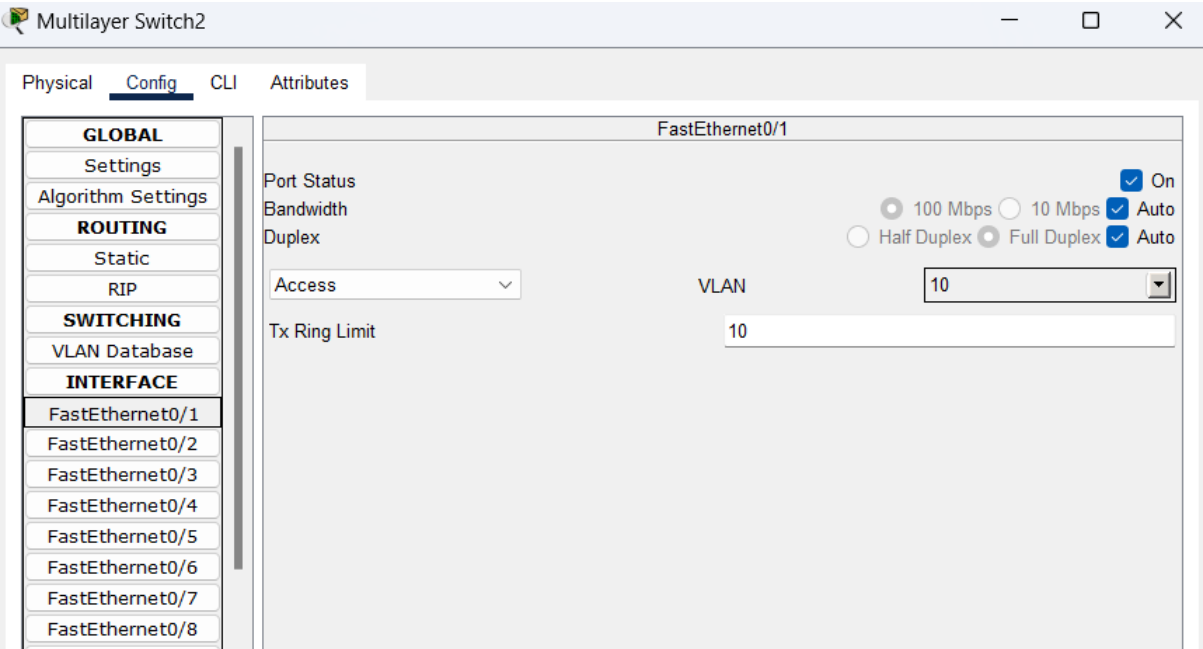 Multilayer Switch2
Physical Config CLI Attributes
GLOBAL
Settings
Algorithm Settings
ROUTING
Static
RIP
SWITCHING
VLAN Database
INTERFACE
FastEthernet0/1
FastEthernet0/2
FastEthernet0/3
FastEthernet0/4
FastEthernet0/5
FastEthernet0/6
FastEthernet0/7
FastEthernet0/8
FastEthernet0/1
Port Status On
Bandwidth 100 Mbps 10 Mbps Auto
Duplex Half Duplex Full Duplex Auto
Access VLAN 10
Tx Ring Limit 10